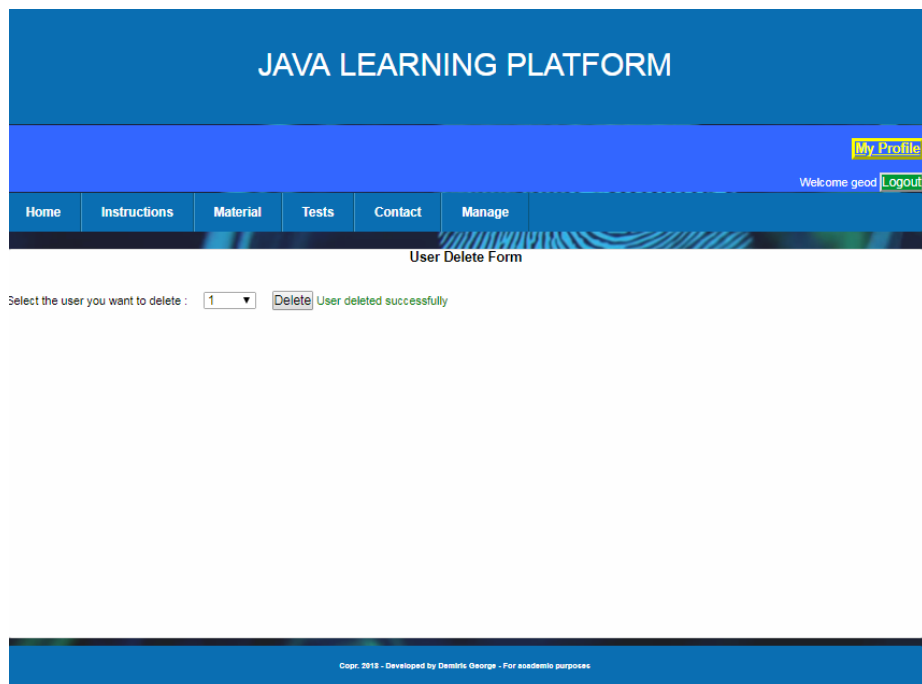 JAVA LEARNING PLATFORM
My Profile
Welcome geod Logout
Home Instructions Material Tests Contact Manage
User Delete Form
Select the user you want to delete : 1 Delete User deleted successfully
Copr. 2018 - Developed by Demiris George - For academic purposes